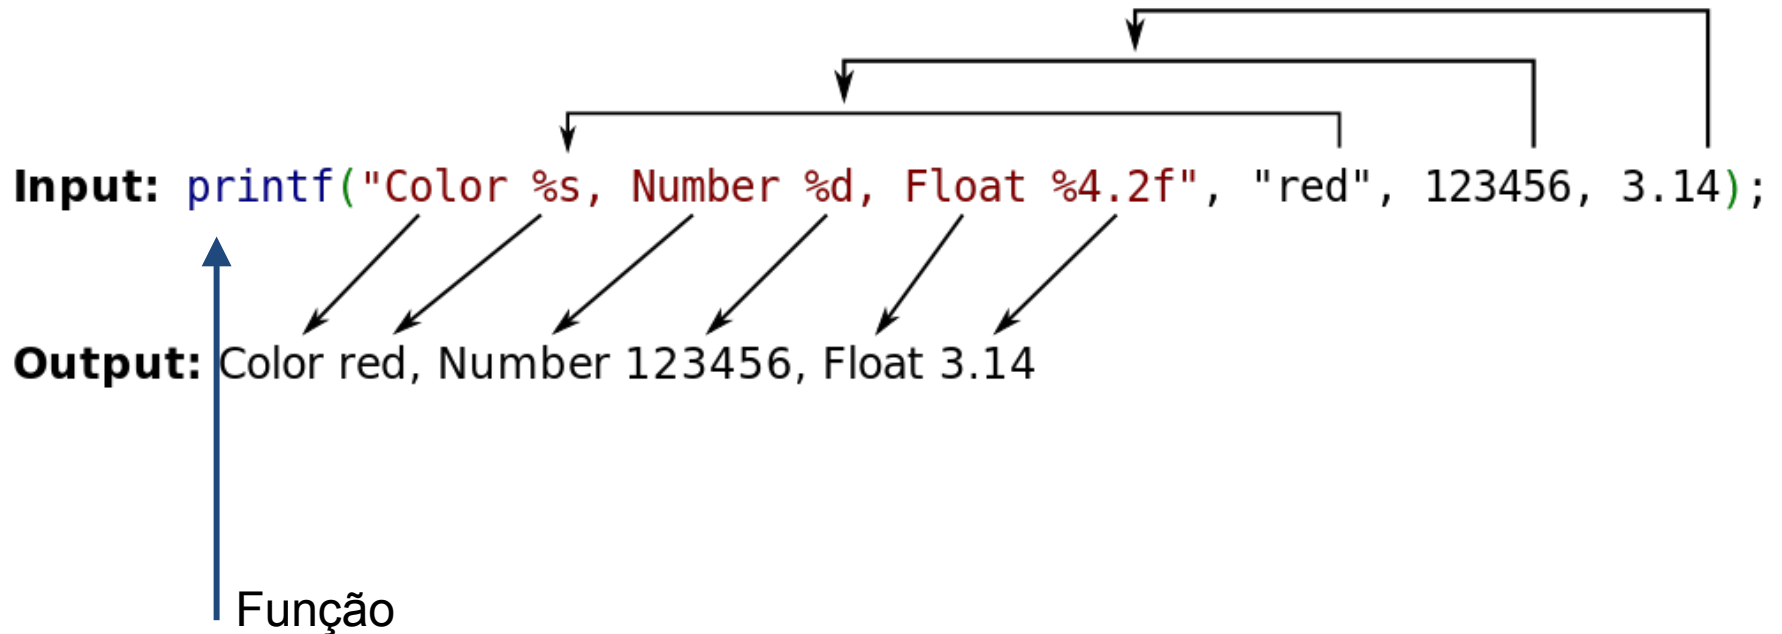 Input: printf("Color %s, Number %d, Float %4.2f", "red", 123456, 3.14);
Output: Color red, Number 123456, Float 3.14
Função